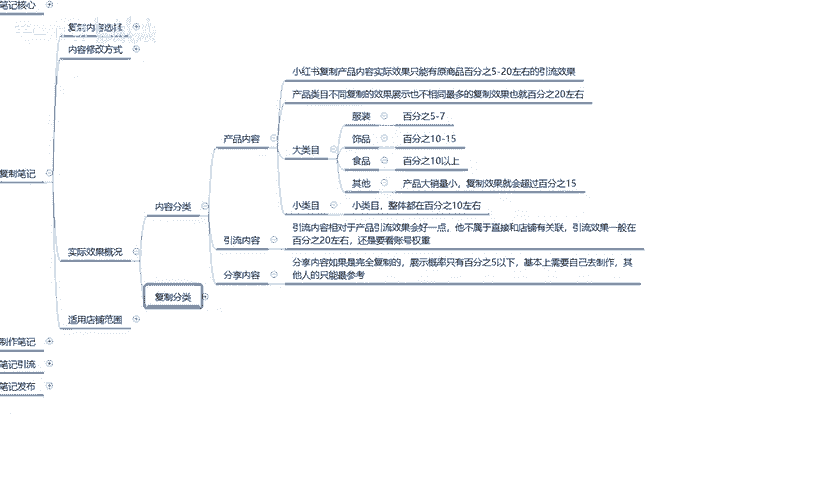 笔记核心
复制内容选择
内容修改方式
小红书复制产品内容实际效果只能有原商品百分之5-20左右的引流效果
产品类目不同复制的效果展示也不相同最多的复制效果也就百分之20左右
服装
百分之5-7
产品内容
饰品
百分之10-15
大类目
食品
百分之10以上
复制笔记
其他
产品大销量小，复制效果就会超过百分之15
内容分类
小类目
小类目，整体都在百分之10左右
引流内容
引流内容相对于产品引流效果会好一点，他不属于直接和店铺有关联，引流效果一般在
百分之20左右，还是要看账号权重
实际效果概况
分享内容
分享内容如果是完全复制的，展示概率只有百分之5以下，基本上需要自己去制作，其
他人的只能最参考
复制分类
适用店铺范围
制作笔记
笔记引流
笔记发布